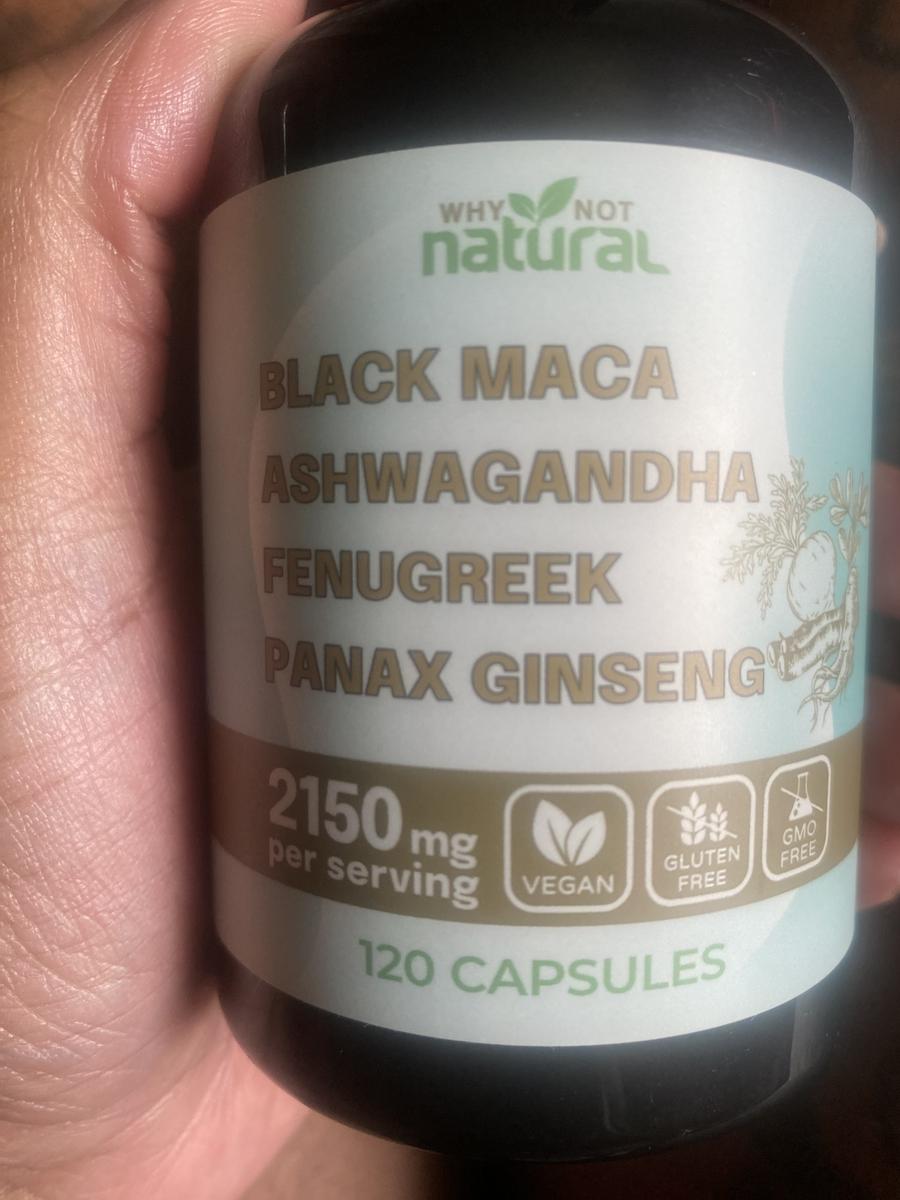 WHY NOT
natural
BLACK MACA
ASHWAGANDHA
FENUGREEK
PANAX GINSENG
2150 mg
per serving
VEGAN
GLUTEN
FREE
GMO
FREE
120 CAPSULES